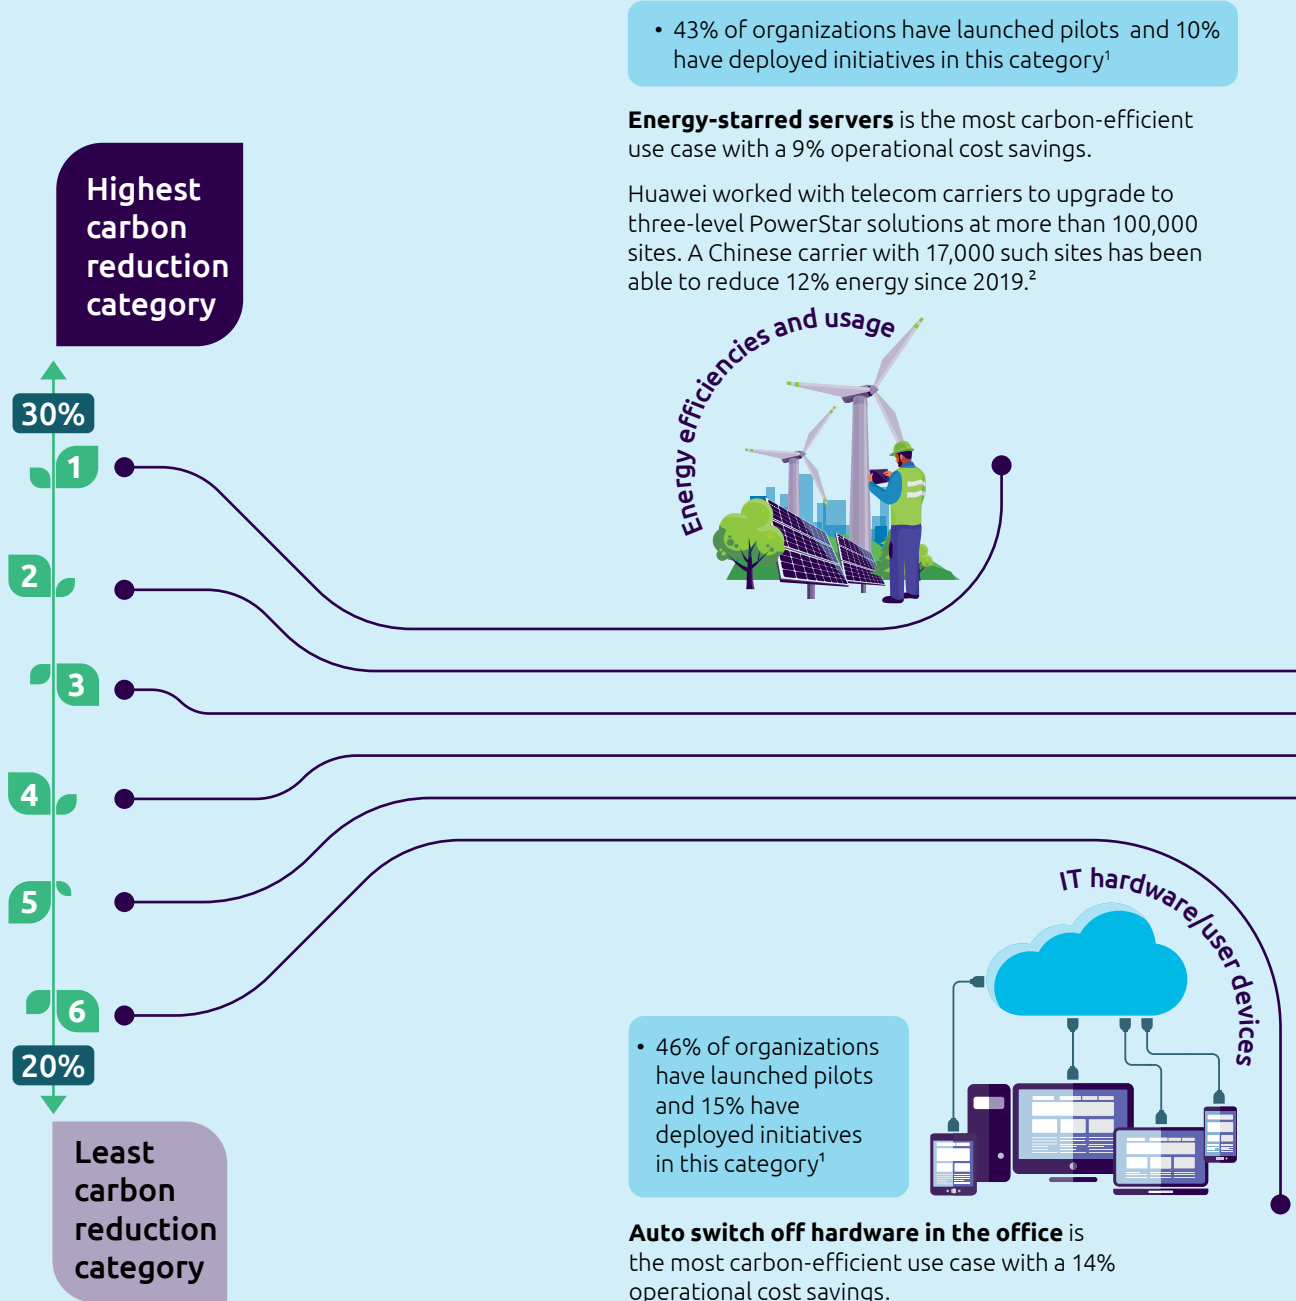 • 43% of organizations have launched pilots and 10%
have deployed initiatives in this category¹
Energy-starred servers is the most carbon-efficient
use case with a 9% operational cost savings.
Huawei worked with telecom carriers to upgrade to
three-level PowerStar solutions at more than 100,000
sites. A Chinese carrier with 17,000 such sites has been
able to reduce 12% energy since 2019.²
Highest
carbon
reduction
category
30%
1
2
3
4
5
6
20%
Least
carbon
reduction
category
Energy efficiencies and usage
IT hardware/user devices
• 46% of organizations
have launched pilots
and 15% have
deployed initiatives
in this category¹
Auto switch off hardware in the office is
the most carbon-efficient use case with a 14%
operational cost savings.